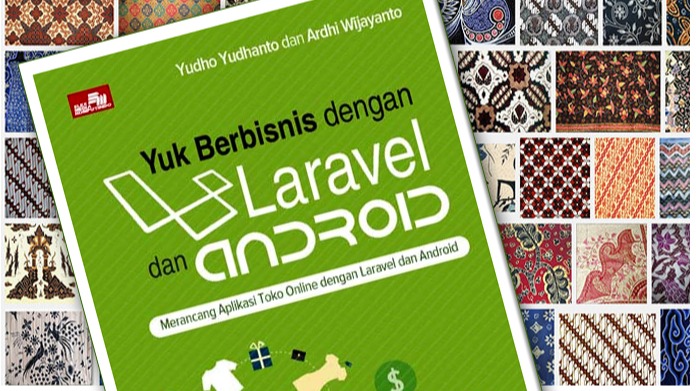 Yudho Yudhanto dan Ardhi Wijayanto
Yuk Berbisnis dengan
Laravel
dan ANDROID
Merancang Aplikasi Toko Online dengan Laravel dan Android
$